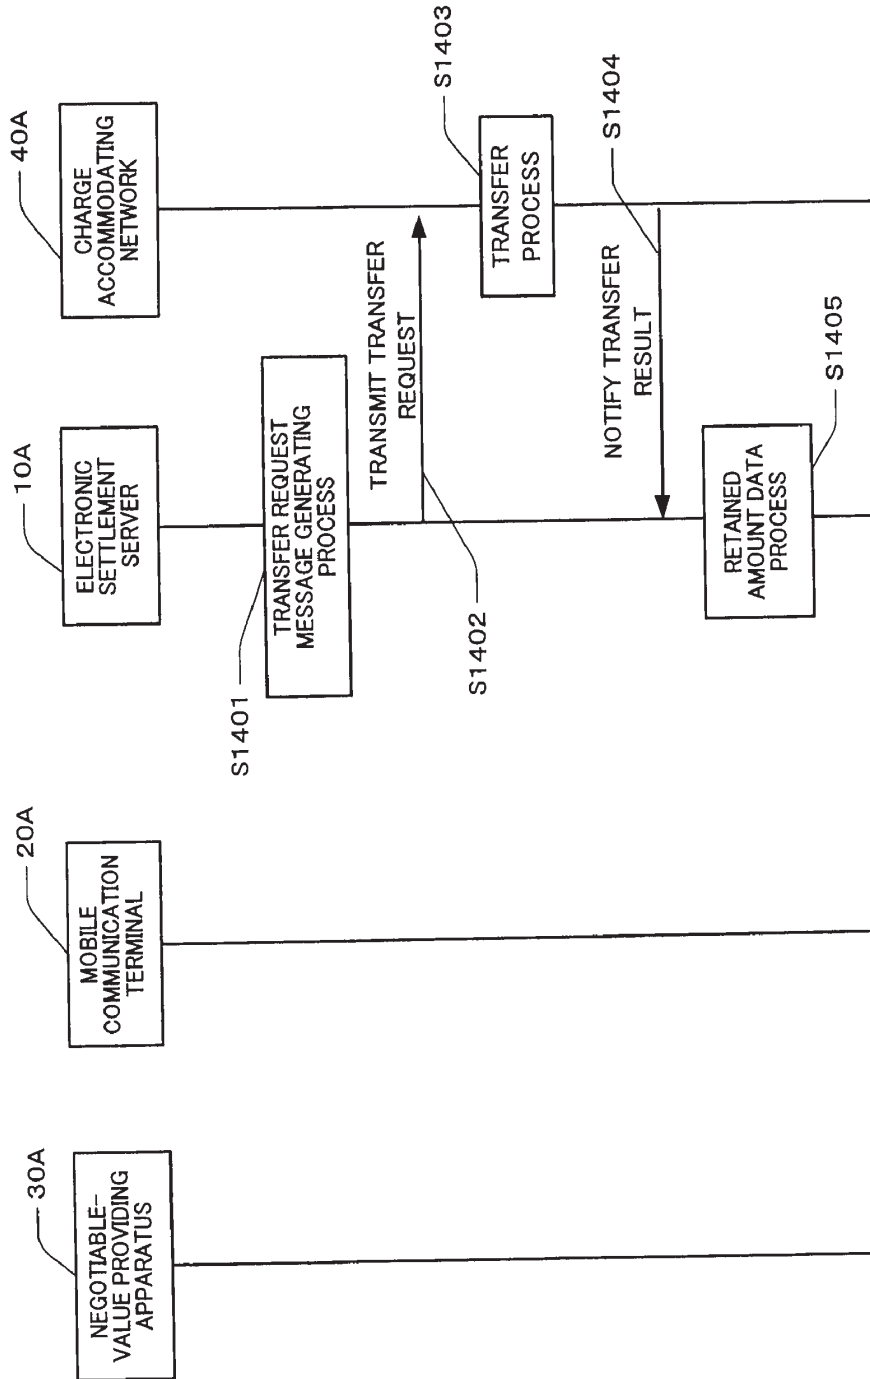 30A
NEGOTIABLE-
VALUE PROVIDING
APPARATUS
20A
MOBILE
COMMUNICATION
TERMINAL
10A
ELECTRONIC
SETTLEMENT
SERVER
40A
CHARGE
ACCOMMODATING
NETWORK
S1401
TRANSFER REQUEST
MESSAGE GENERATING
PROCESS
TRANSMIT TRANSFER
REQUEST
S1402
S1403
TRANSFER
PROCESS
S1404
NOTIFY TRANSFER
RESULT
RETAINED
AMOUNT DATA
PROCESS
S1405